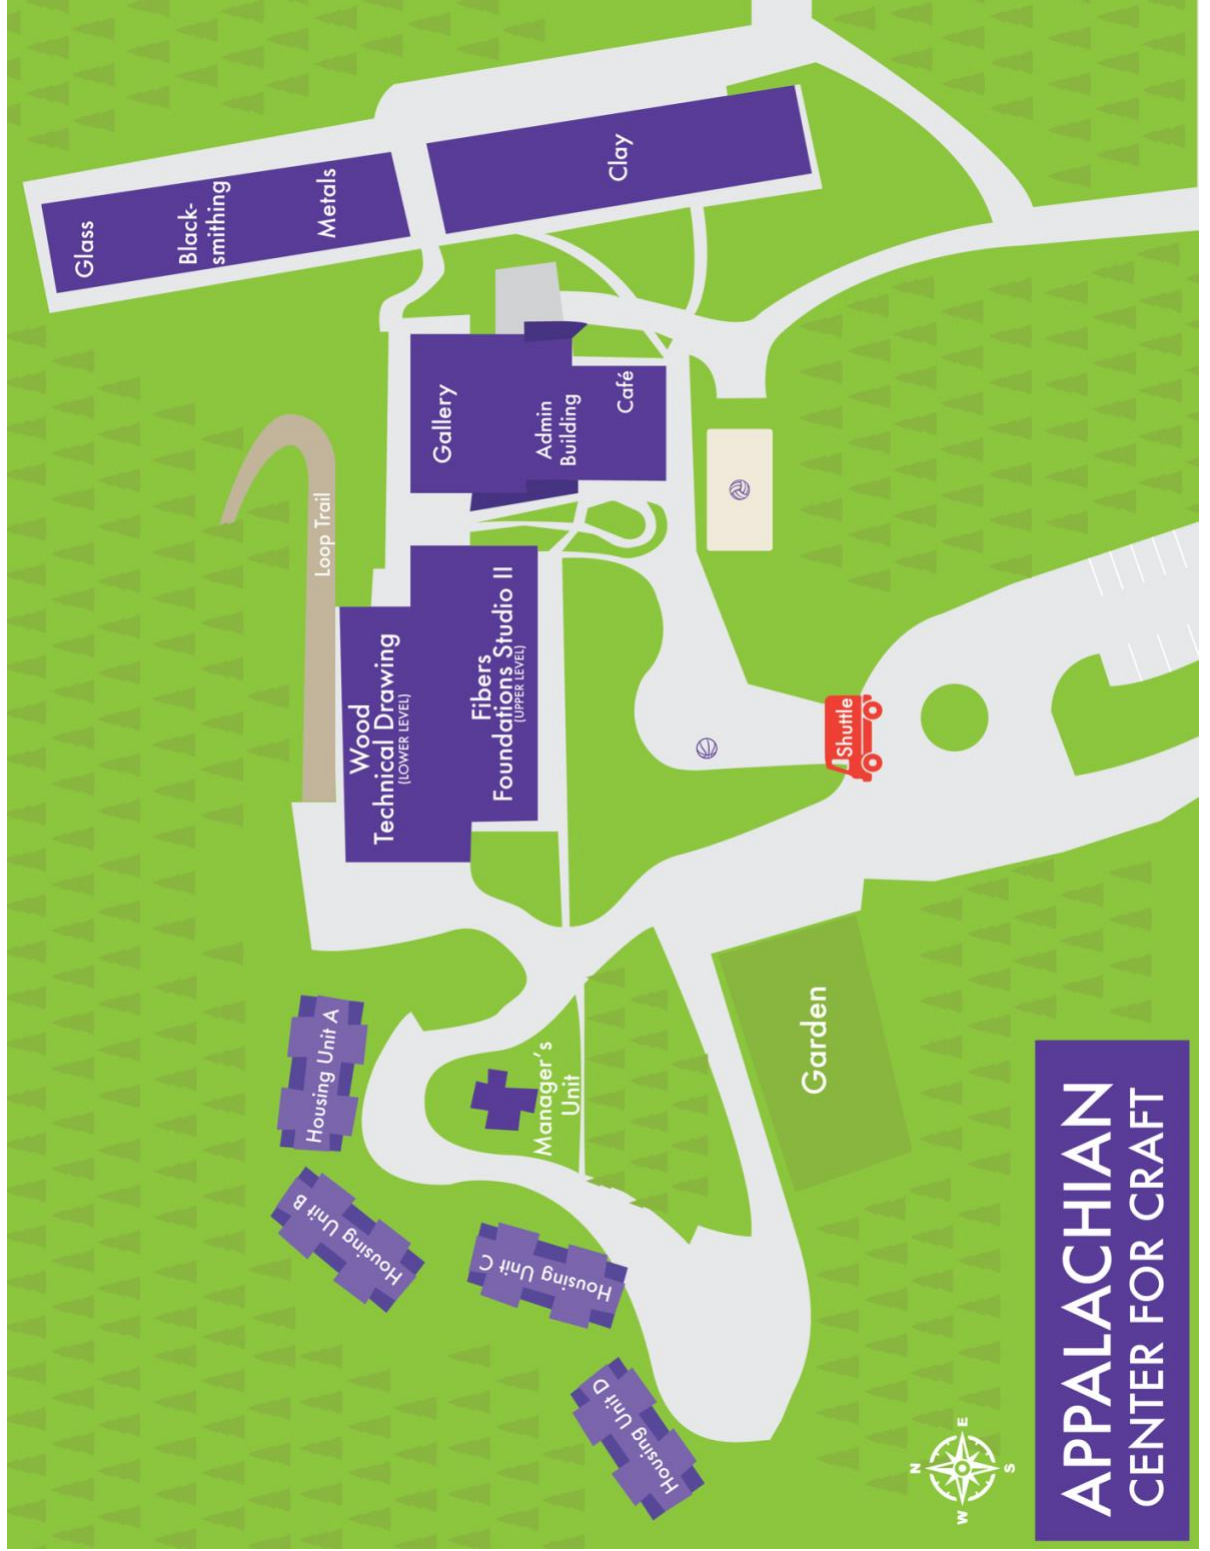 Glass
Black-
smithing
Metals
Clay
Gallery
Admin
Building
Café
Loop Trail
Wood
Technical Drawing
(LOWER LEVEL)
Fibers
Foundations Studio II
(UPPER LEVEL)
Shuttle
Housing Unit A
Housing Unit B
Housing Unit C
Housing Unit D
Manager's
Unit
Garden
N
E
S
W
APPALACHIAN
CENTER FOR CRAFT